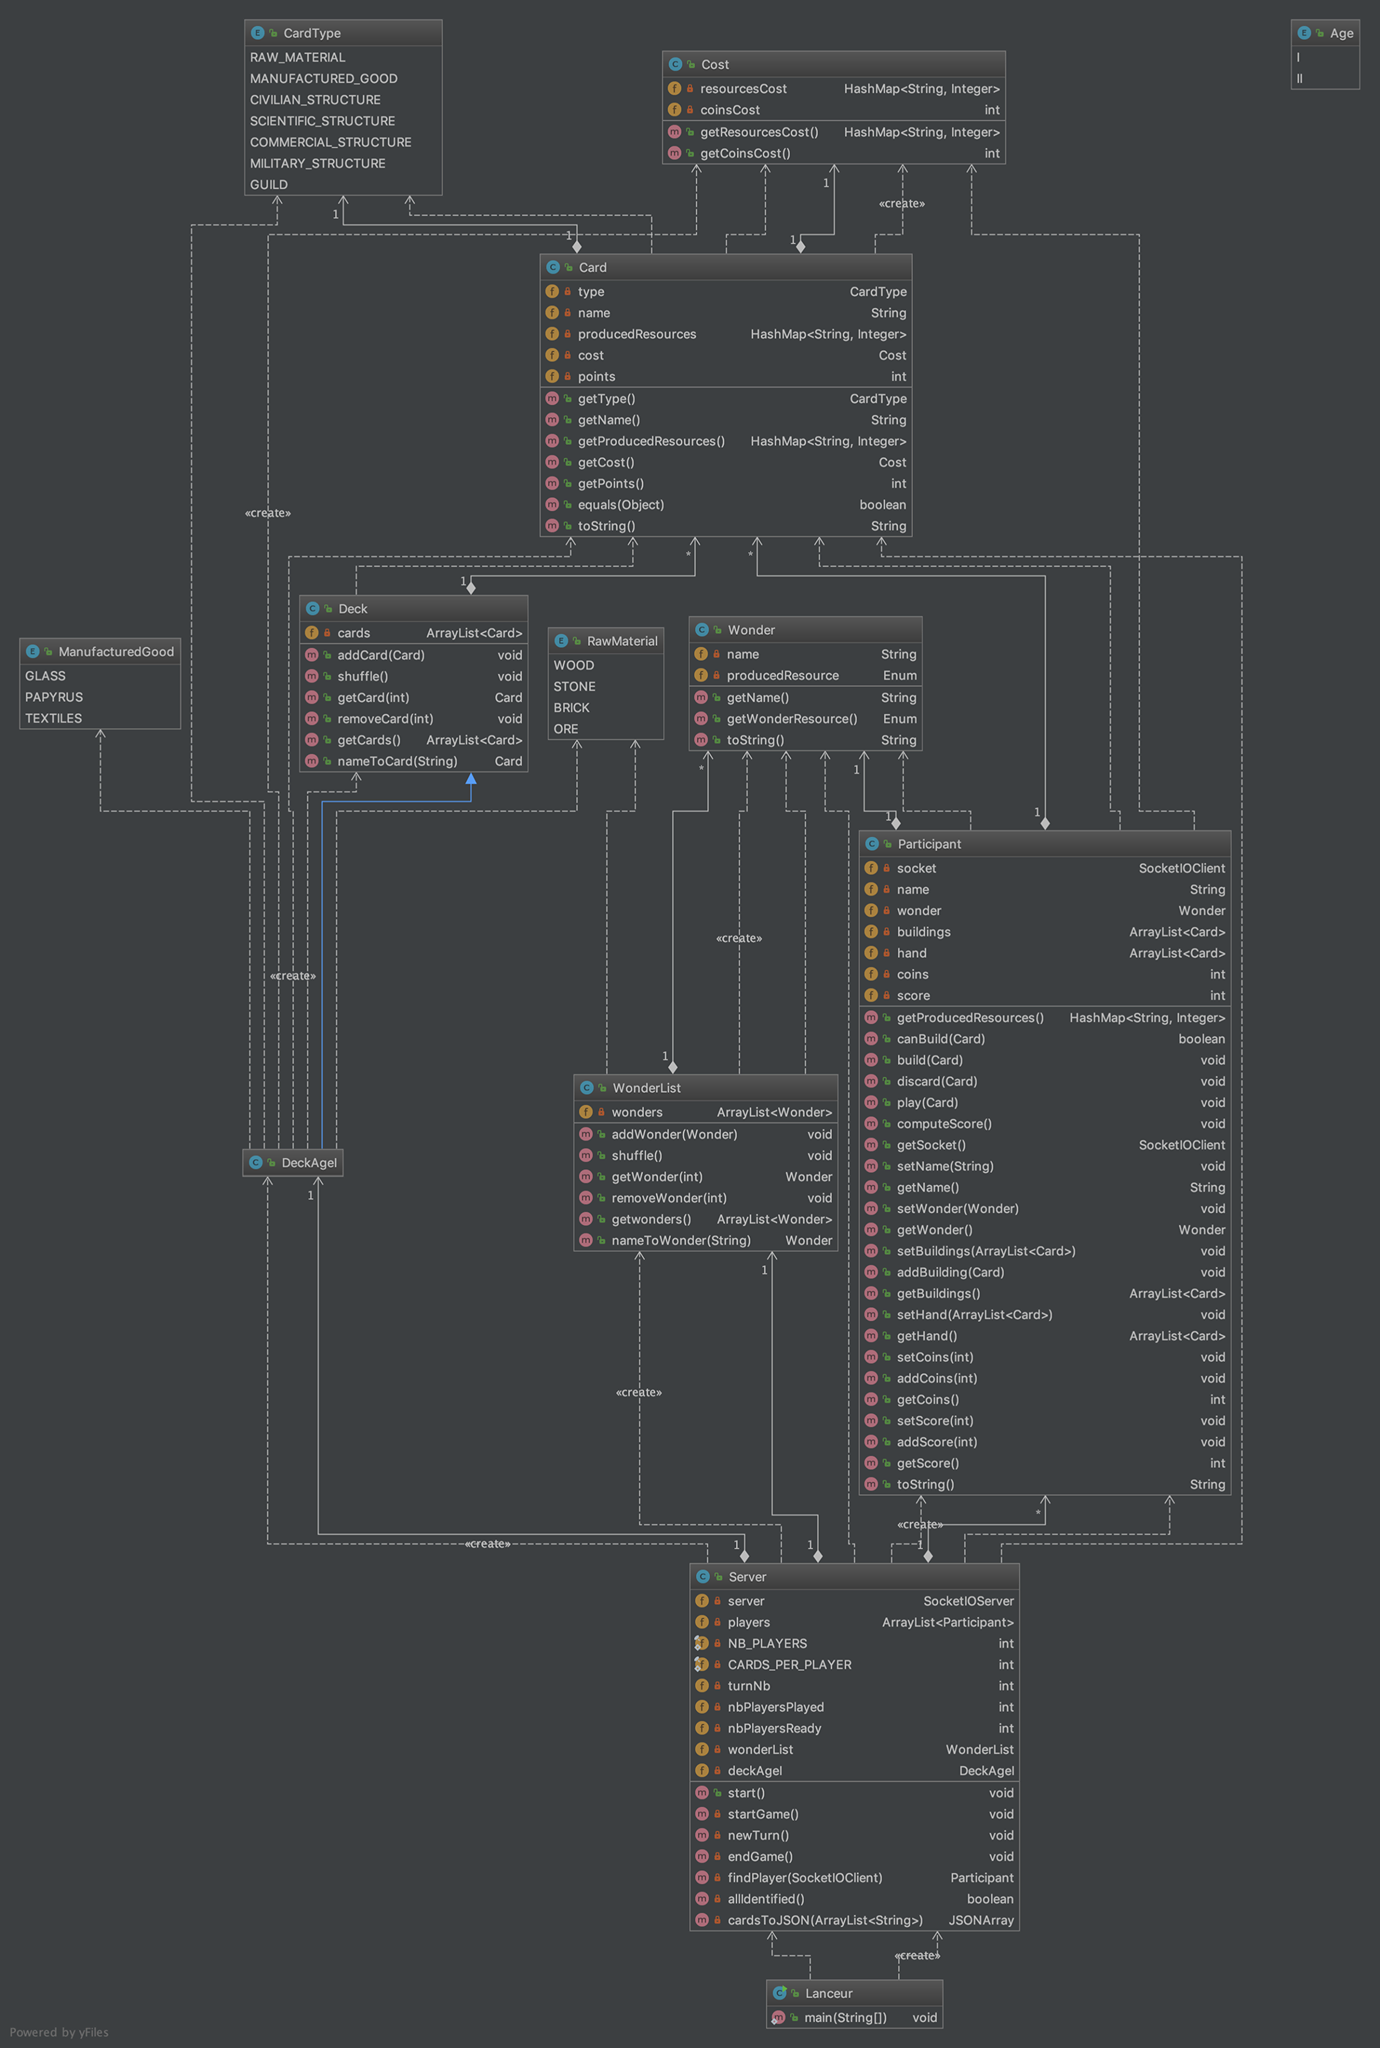 CardType
RAW_MATERIAL
MANUFACTURED_GOOD
CIVILIAN_STRUCTURE
SCIENTIFIC_STRUCTURE
COMMERCIAL_STRUCTURE
MILITARY_STRUCTURE
GUILD
Age
I
II
Cost
resourcesCost HashMap<String, Integer>
coinsCost int
getResourcesCost() HashMap<String, Integer>
getCoinsCost() int
1
1
«create»
1
1
Card
type CardType
name String
producedResources HashMap<String, Integer>
cost Cost
points int
getType() CardType
getName() String
getProducedResources() HashMap<String, Integer>
getCost() Cost
getPoints() int
equals(Object) boolean
toString() String
«create»
*
*
1
Deck
cards ArrayList<Card>
addCard(Card) void
shuffle() void
getCard(int) Card
removeCard(int) void
getCards() ArrayList<Card>
nameToCard(String) Card
ManufacturedGood
GLASS
PAPYRUS
TEXTILES
RawMaterial
WOOD
STONE
BRICK
ORE
Wonder
name String
producedResource Enum
getName() String
getWonderResource() Enum
toString() String
*
1
1
1
Participant
socket SocketIOClient
name String
wonder Wonder
buildings ArrayList<Card>
hand ArrayList<Card>
coins int
score int
getProducedResources() HashMap<String, Integer>
canBuild(Card) boolean
build(Card) void
discard(Card) void
play(Card) void
computeScore() void
getSocket() SocketIOClient
setName(String) void
getName() String
setWonder(Wonder) void
getWonder() Wonder
setBuildings(ArrayList<Card>) void
addBuilding(Card) void
getBuildings() ArrayList<Card>
setHand(ArrayList<Card>) void
getHand() ArrayList<Card>
setCoins(int) void
addCoins(int) void
getCoins() int
setScore(int) void
addScore(int) void
getScore() int
toString() String
«create»
«create»
1
WonderList
wonders ArrayList<Wonder>
addWonder(Wonder) void
shuffle() void
getWonder(int) Wonder
removeWonder(int) void
getwonders() ArrayList<Wonder>
nameToWonder(String) Wonder
DeckAgeI
1
1
«create»
*
«create»
«create»
1
1
1
Server
server SocketIOServer
players ArrayList<Participant>
NB_PLAYERS int
CARDS_PER_PLAYER int
turnNb int
nbPlayersPlayed int
nbPlayersReady int
wonderList WonderList
deckAgeI DeckAgeI
start() void
startGame() void
newTurn() void
endGame() void
findPlayer(SocketIOClient) Participant
allIdentified() boolean
cardsToJSON(ArrayList<String>) JSONArray
«create»
Lanceur
main(String[]) void
Powered by yFiles